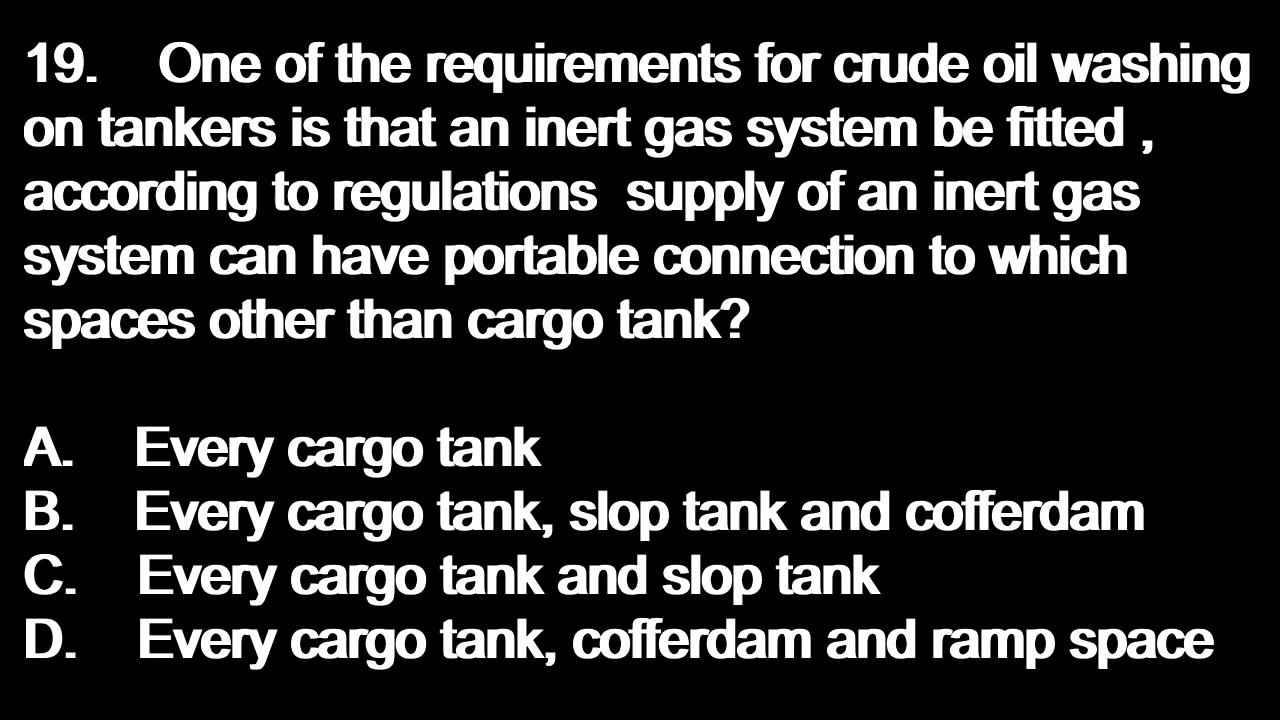 19. One of the requirements for crude oil washing
on tankers is that an inert gas system be fitted ,
according to regulations supply of an inert gas
system can have portable connection to which
spaces other than cargo tank?
A. Every cargo tank
B. Every cargo tank, slop tank and cofferdam
C. Every cargo tank and slop tank
D. Every cargo tank, cofferdam and ramp space